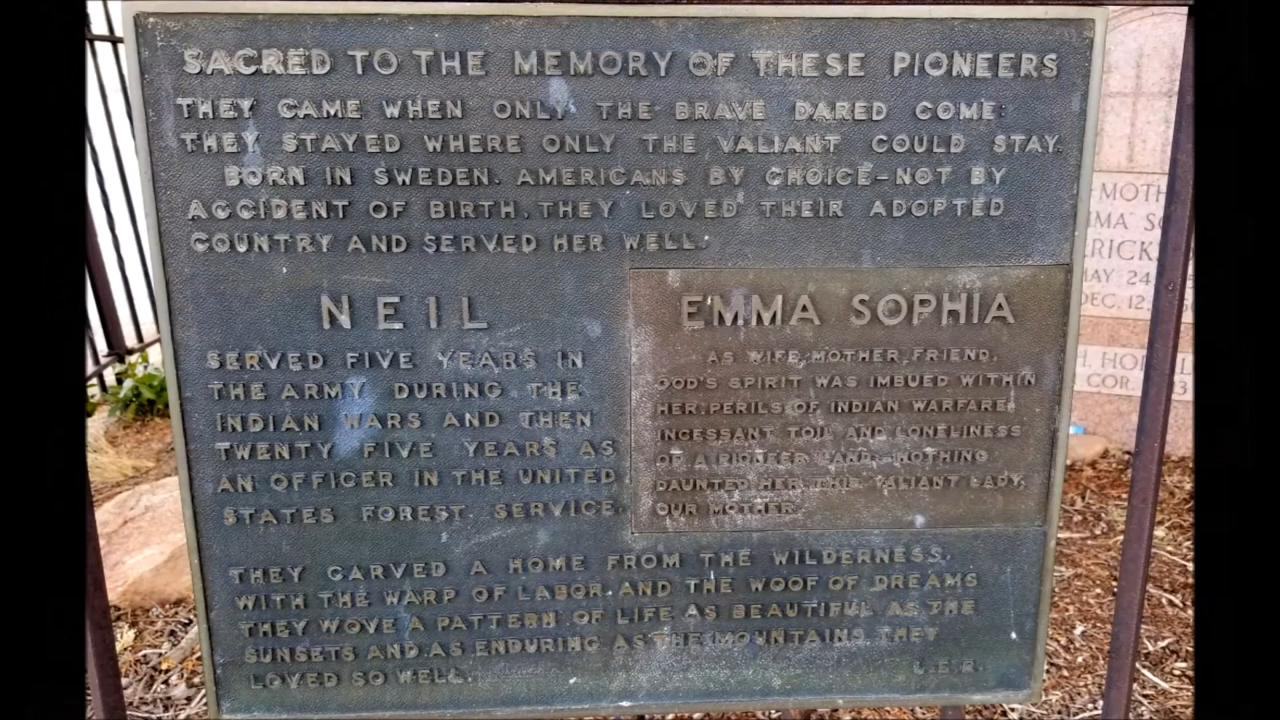 SACRED TO THE MEMORY OF THESE PIONEERS
THEY CAME WHEN ONLY THE BRAVE DARED COME:
THEY STAYED WHERE ONLY THE VALIANT COULD STAY.
BORN IN SWEDEN. AMERICANS BY CHOICE-NOT BY
ACCIDENT OF BIRTH. THEY LOVED THEIR ADOPTED
COUNTRY AND SERVED HER WELL.
NEIL
SERVED FIVE YEARS IN
THE ARMY DURING THE
INDIAN WARS AND THEN
TWENTY FIVE YEARS AS
AN OFFICER IN THE UNITED
STATES FOREST SERVICE.
EMMA SOPHIA
AS WIFE, MOTHER, FRIEND,
GOD'S SPIRIT WAS IMBUED WITHIN
HER. PERILS OF INDIAN WARFARE,
INCESSANT TOIL AND LONELINESS
OF A PIONEER LAND - NOTHING
DAUNTED HER, THIS VALIANT LADY,
OUR MOTHER.
THEY CARVED A HOME FROM THE WILDERNESS.
WITH THE WARP OF LABOR AND THE WOOF OF DREAMS
THEY WOVE A PATTERN OF LIFE AS BEAUTIFUL AS THE
SUNSETS AND AS ENDURING AS THE MOUNTAINS THEY
LOVED SO WELL.
L.E.R.
MOTH
MMA SO
RICKS
MAY 24
DEC. 12
H. HO
COR.